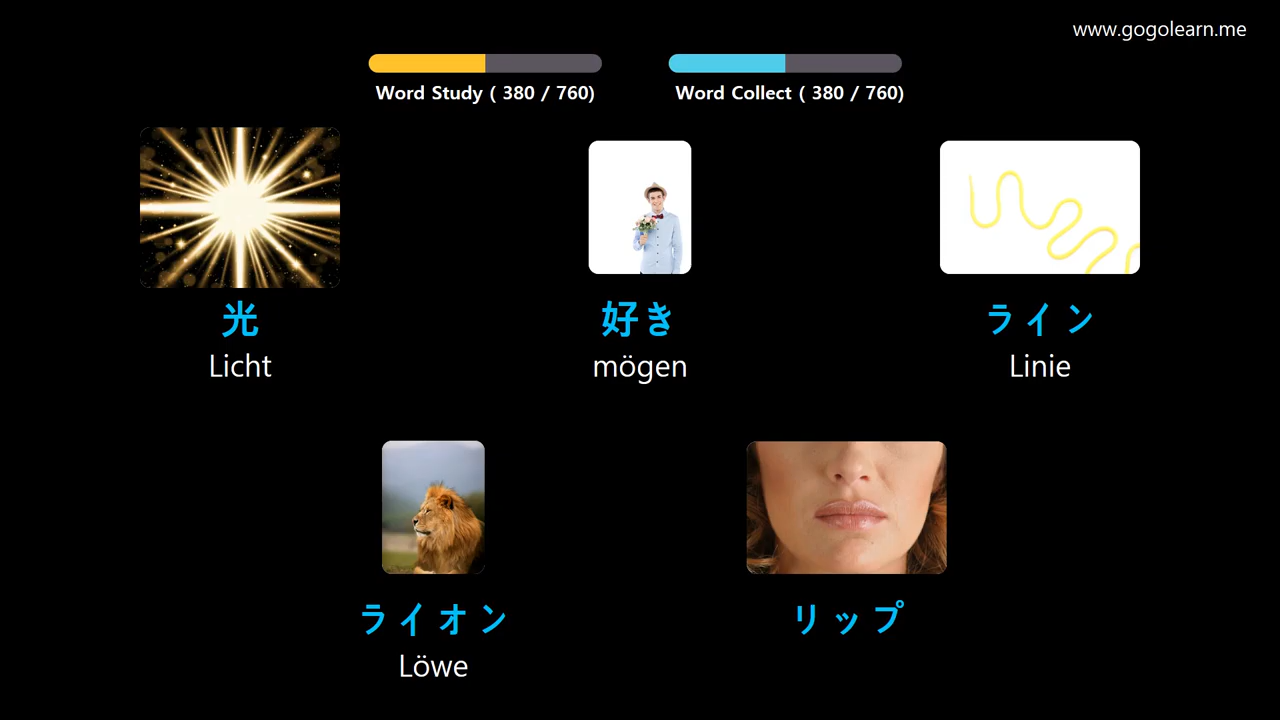 www.gogolearn.me
Word Study ( 380 / 760)
Word Collect ( 380 / 760)
光
Licht
好き
mögen
ライン
Linie
ライオン
Löwe
リップ